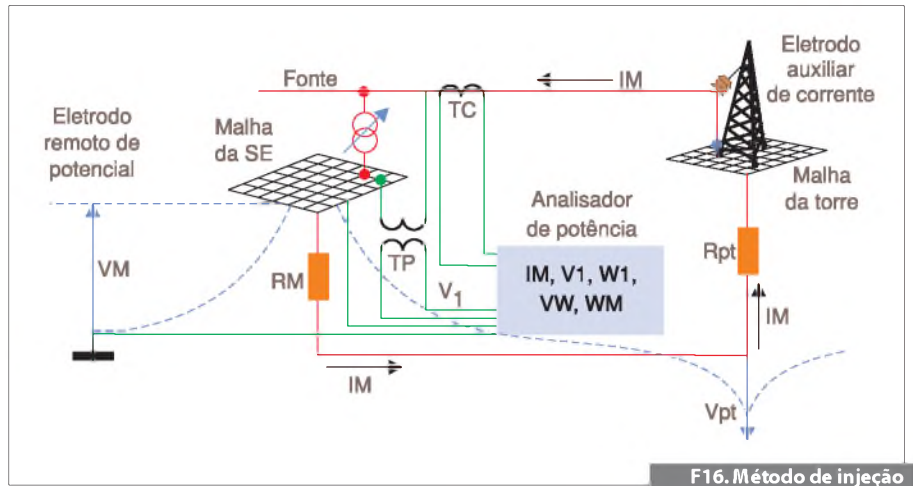 Fonte
IM
TC
Eletrodo
auxiliar
de corrente
Eletrodo
remoto de
potencial
Malha
da SE
Malha
da torre
Analisador
de potência
IM, V1, W1,
VW, WM
VM
RM
TP
V1
Rpt
IM
IM
Vpt
F16. Método de injeção